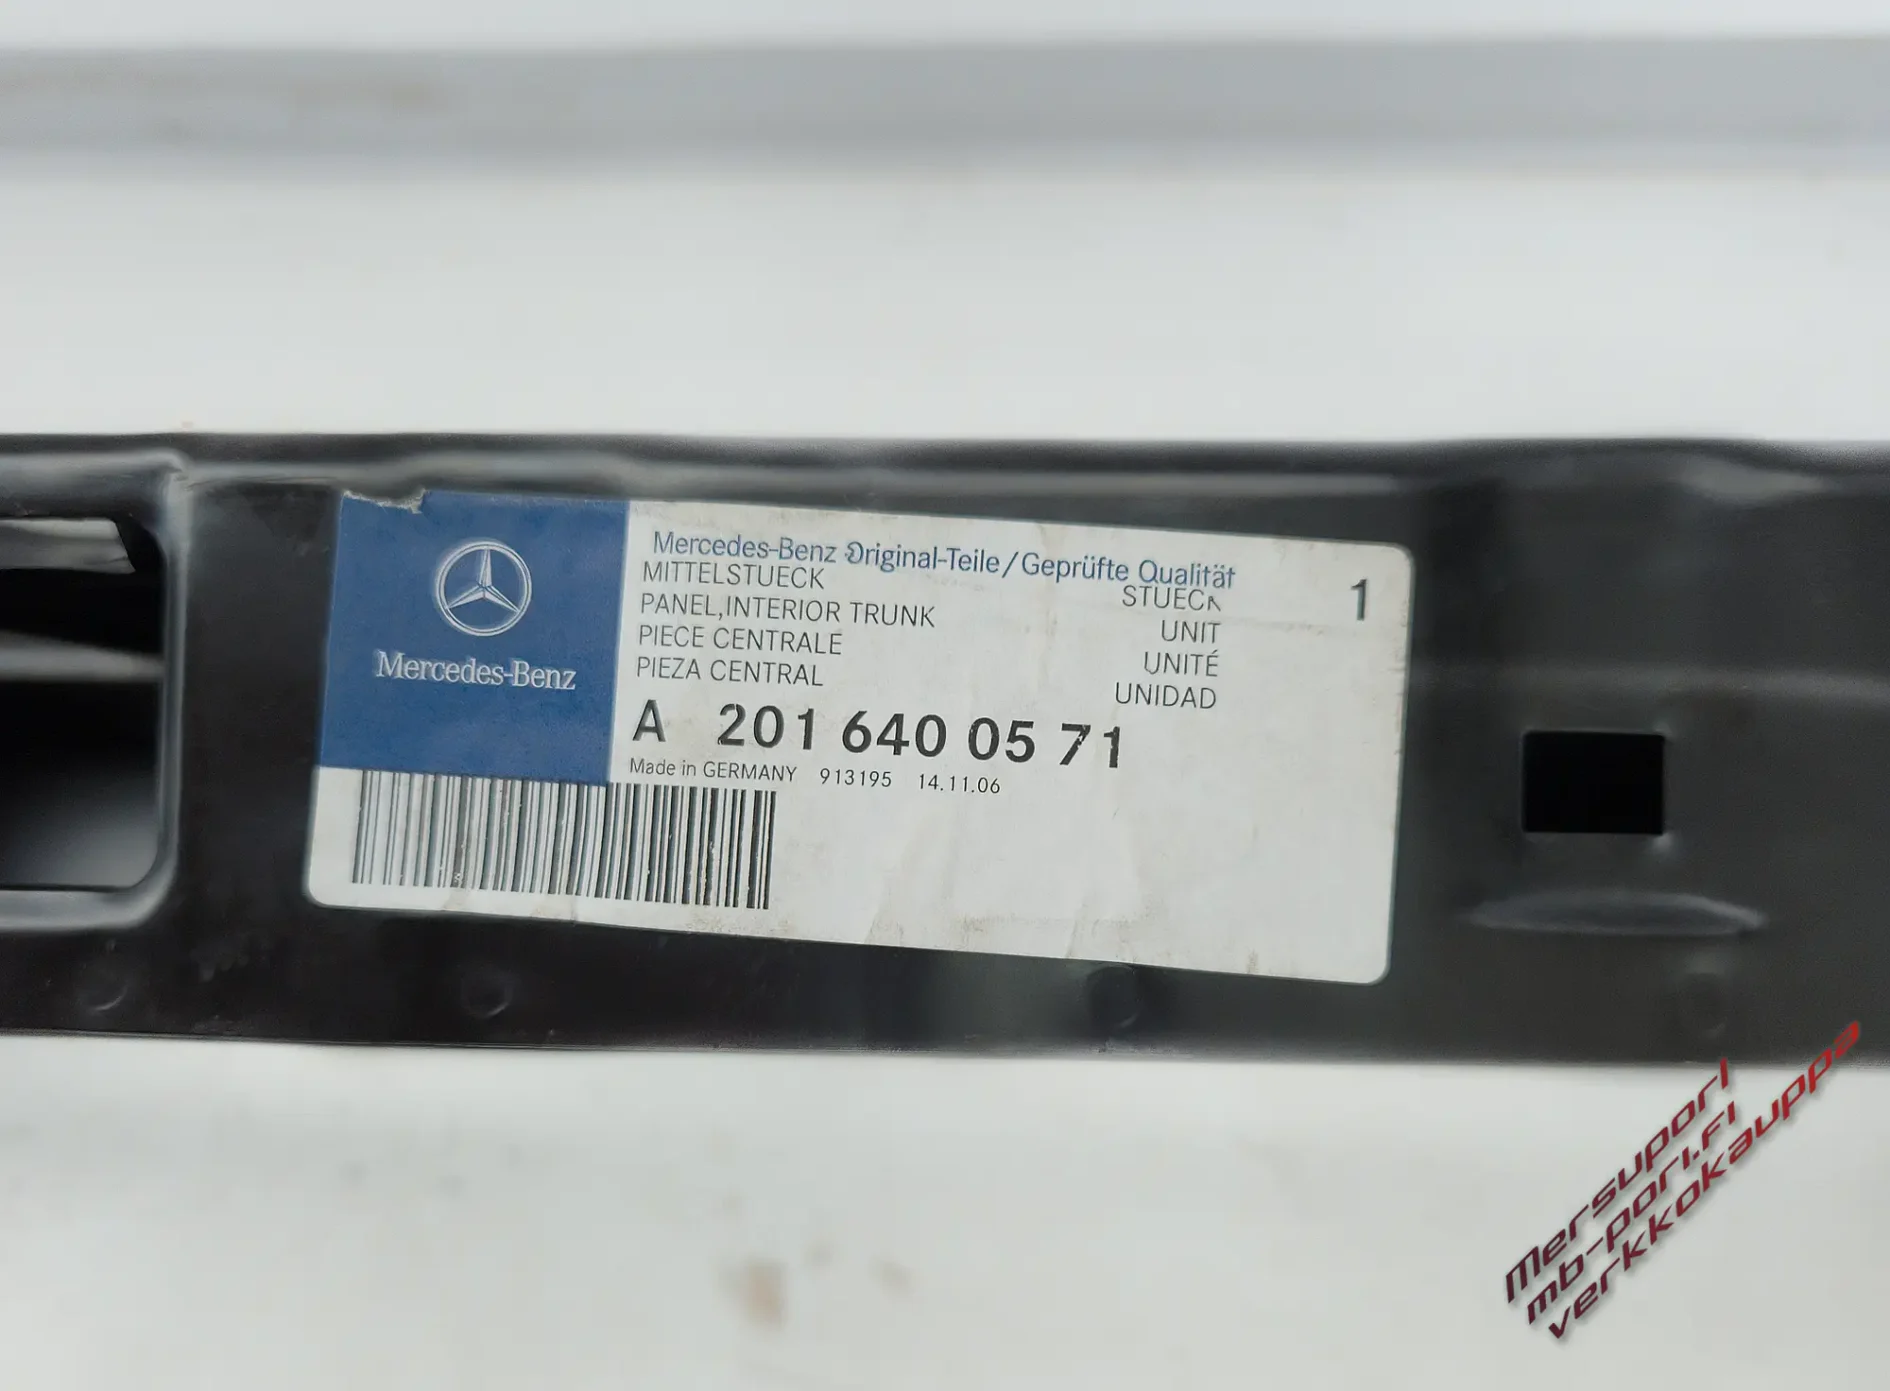 Mercedes-Benz
Mercedes-Benz Original-Teile/Geprüfte Qualität
MITTELSTUECK
STUECK
1
PANEL,INTERIOR TRUNK
UNIT
PIECE CENTRALE
UNITÉ
PIEZA CENTRAL
UNIDAD
A 201 640 05 71
Made in GERMANY 913195 14.11.06
Mersupori
mb-pori.fi
verkkokauppa